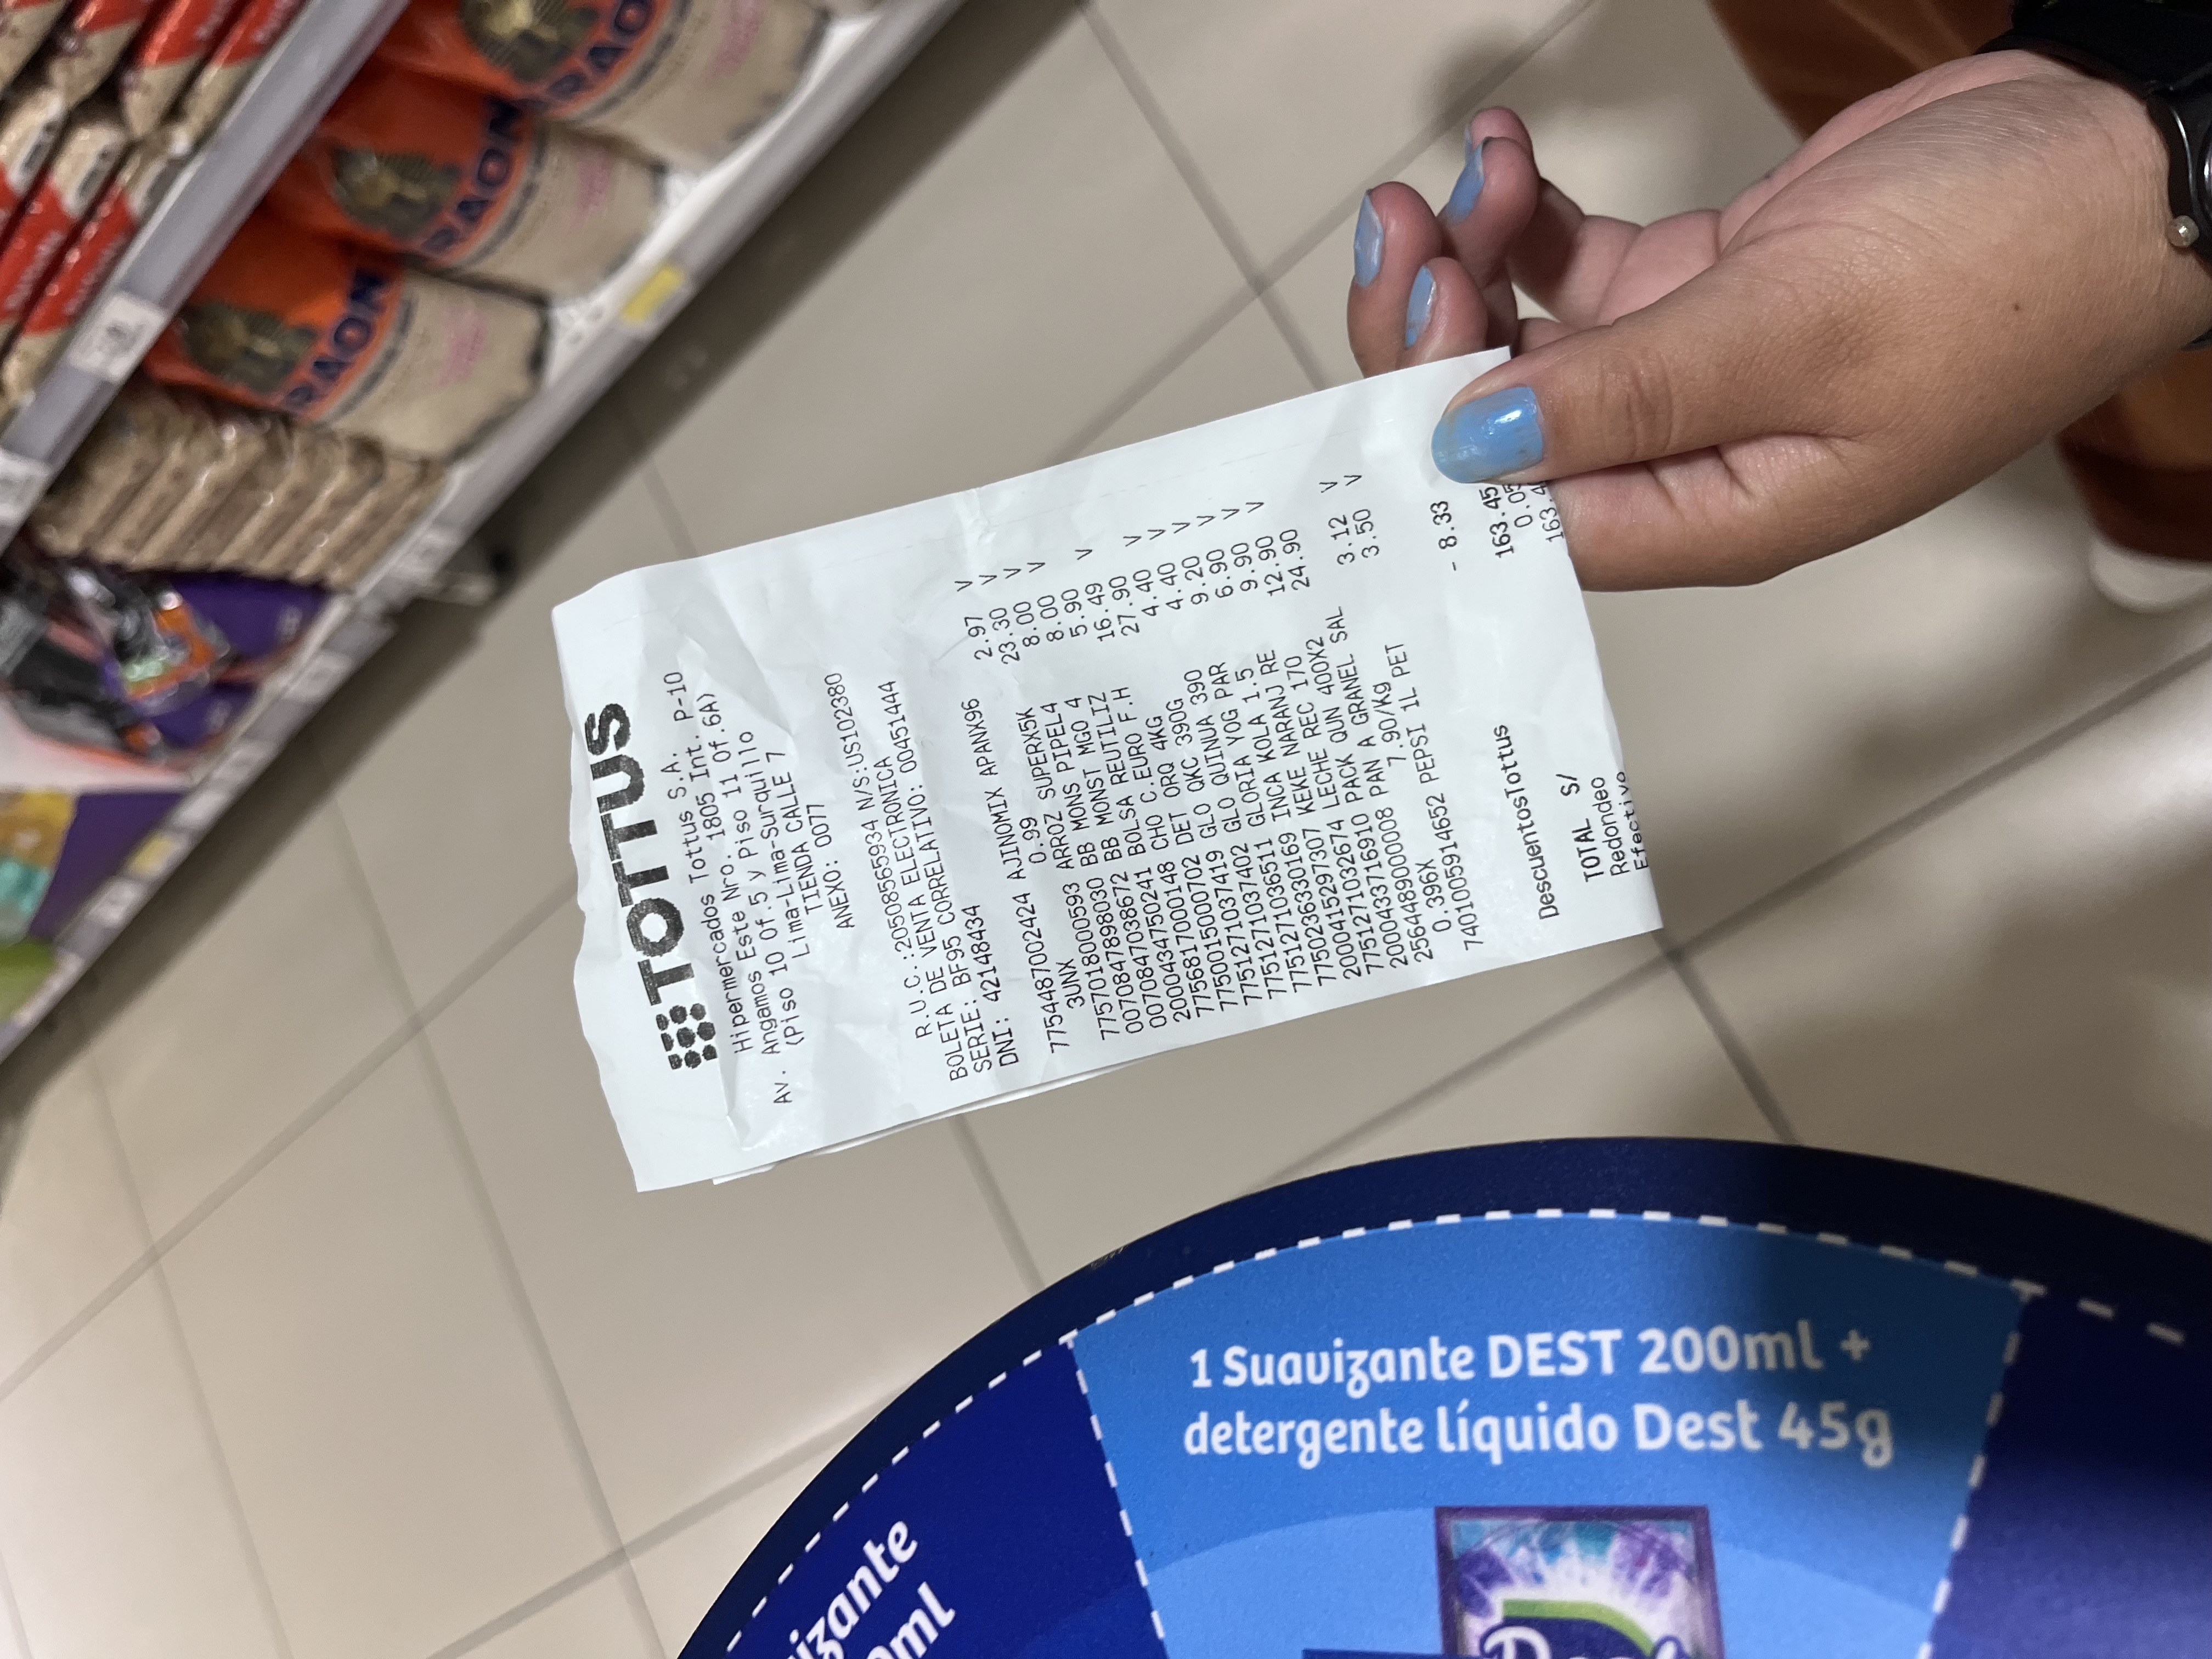 TOTTUS
Hipermercados Tottus S.A.
Av. Angamos Este Nro. 1805 Int. P-10
(Piso 10 Of.5 y Piso 11 Of.6A)
Lima-Lima-Surquillo
TIENDA CALLE 7
ANEXO: 0077
R.U.C.:20508565934 N/S:US102380
BOLETA DE VENTA ELECTRONICA
SERIE: BF95 CORRELATIVO: 00451444
DNI: 42148434
7754487002424 AJINOMIX APANX96 2.97 V
3UNX 0.99
7757018000593 ARROZ SUPERX5K 23.30 V
0070847898030 BB MONS PIPEL4 8.00 V
0070847038672 BB MONST MGO 4 8.00 V
2000434750241 BOLSA REUTILIZ 5.90
7756817000148 CHO C.EURO F.H 16.49 V
7750015000702 DET ORQ 4KG 27.90
7751271037419 GLO QKC 390G 4.40 V
7751271037402 GLO QUINUA 390 4.40 V
7751271036511 GLORIA YOG PAR 9.20 V
7750236330169 INCA KOLA 1.5 6.90 V
2000415297307 KEKE NARANJ RE 9.90 V
7751271032674 LECHE REC 170 12.90 V
2000433716910 PACK QUN 400X2 24.90
2564489000008 PAN A GRANEL SAL 3.12 V
0.396X 7.90/Kg
7401005914652 PEPSI 1L PET 3.50 V
DescuentosTottus - 8.33
TOTAL S/ 163.45
Redondeo 0.05
Efectivo 163.4
1 Suavizante DEST 200ml +
detergente líquido Dest 45g
izante
0ml
RAON
RAON
RAO